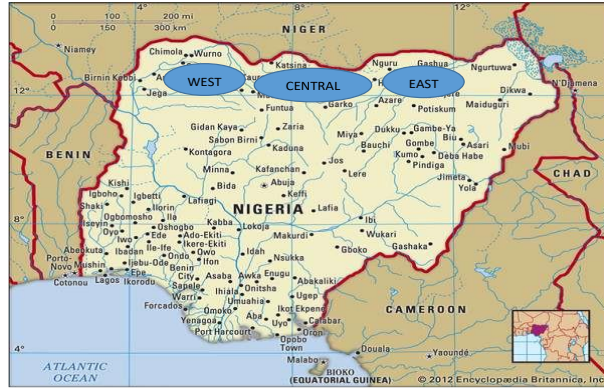 0 100 200 mi
0 150 300 km
4°
8°
NIGER
Niamey
Chimola
Wurno
Katsina
Nguru
Gashua
Ngurtuwa
N'Djamena
Birnin Kebbi
WEST
CENTRAL
EAST
Dikwa
Jega
Funtua
Garko
Azare
Potiskum
Maiduguri
Gidan Kaya
Zaria
Miya
Dukku
Gambe-Ya
Biu
Sabon Birni
Kaduna
Bauchi
Gombe
Asari
Mubi
BENIN
Kontagora
Kafanchan
Jos
Kumo
Deba Habe
Minna
Lere
Pindiga
CHAD
Abuja
Jimeta
Kishi
Bida
Keffi
Yola
Igboho
Igbetti
Lafiagi
NIGERIA
8°
Shaki
Ilorin
Lafia
Ogbomosho
Ila
Ibi
Iseyin
Oshogbo
Kabba
Lokoja
Wukari
Oyo
Ede
Ado-Ekiti
Makurdi
Gashaka
Iwo
Ikere-Ekiti
Gboko
Abeokuta
Ibadan
Ile-Ife
Owo
Idah
Porto-
Novo
Mushin
Ondo
Ifon
Nsukka
Ijebu-Ode
Benin
City
Asaba
Awka
Enugu
Abakaliki
Cotonou
Lagos
Epe
Ikorodu
Sapele
Ihiala
Onitsha
Warri
Umuahia
Ugep
CAMEROON
Forcados
Omoko
Ikot Ekpene
Aba
Uyo
Calabar
Yenagoa
Oron
Port Harcourt
Opobo
Town
Douala
4°
Yaoundé
Malabo
ATLANTIC
OCEAN
BIOKO
(EQUATORIAL GUINEA)
© 2012 Encyclopædia Britannica, Inc.